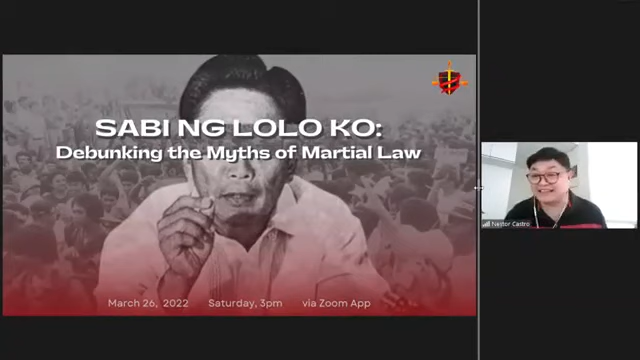 SABI NG LOLO KO:
Debunking the Myths of Martial Law
March 26, 2022 Saturday, 3pm via Zoom App
Nestor Castro